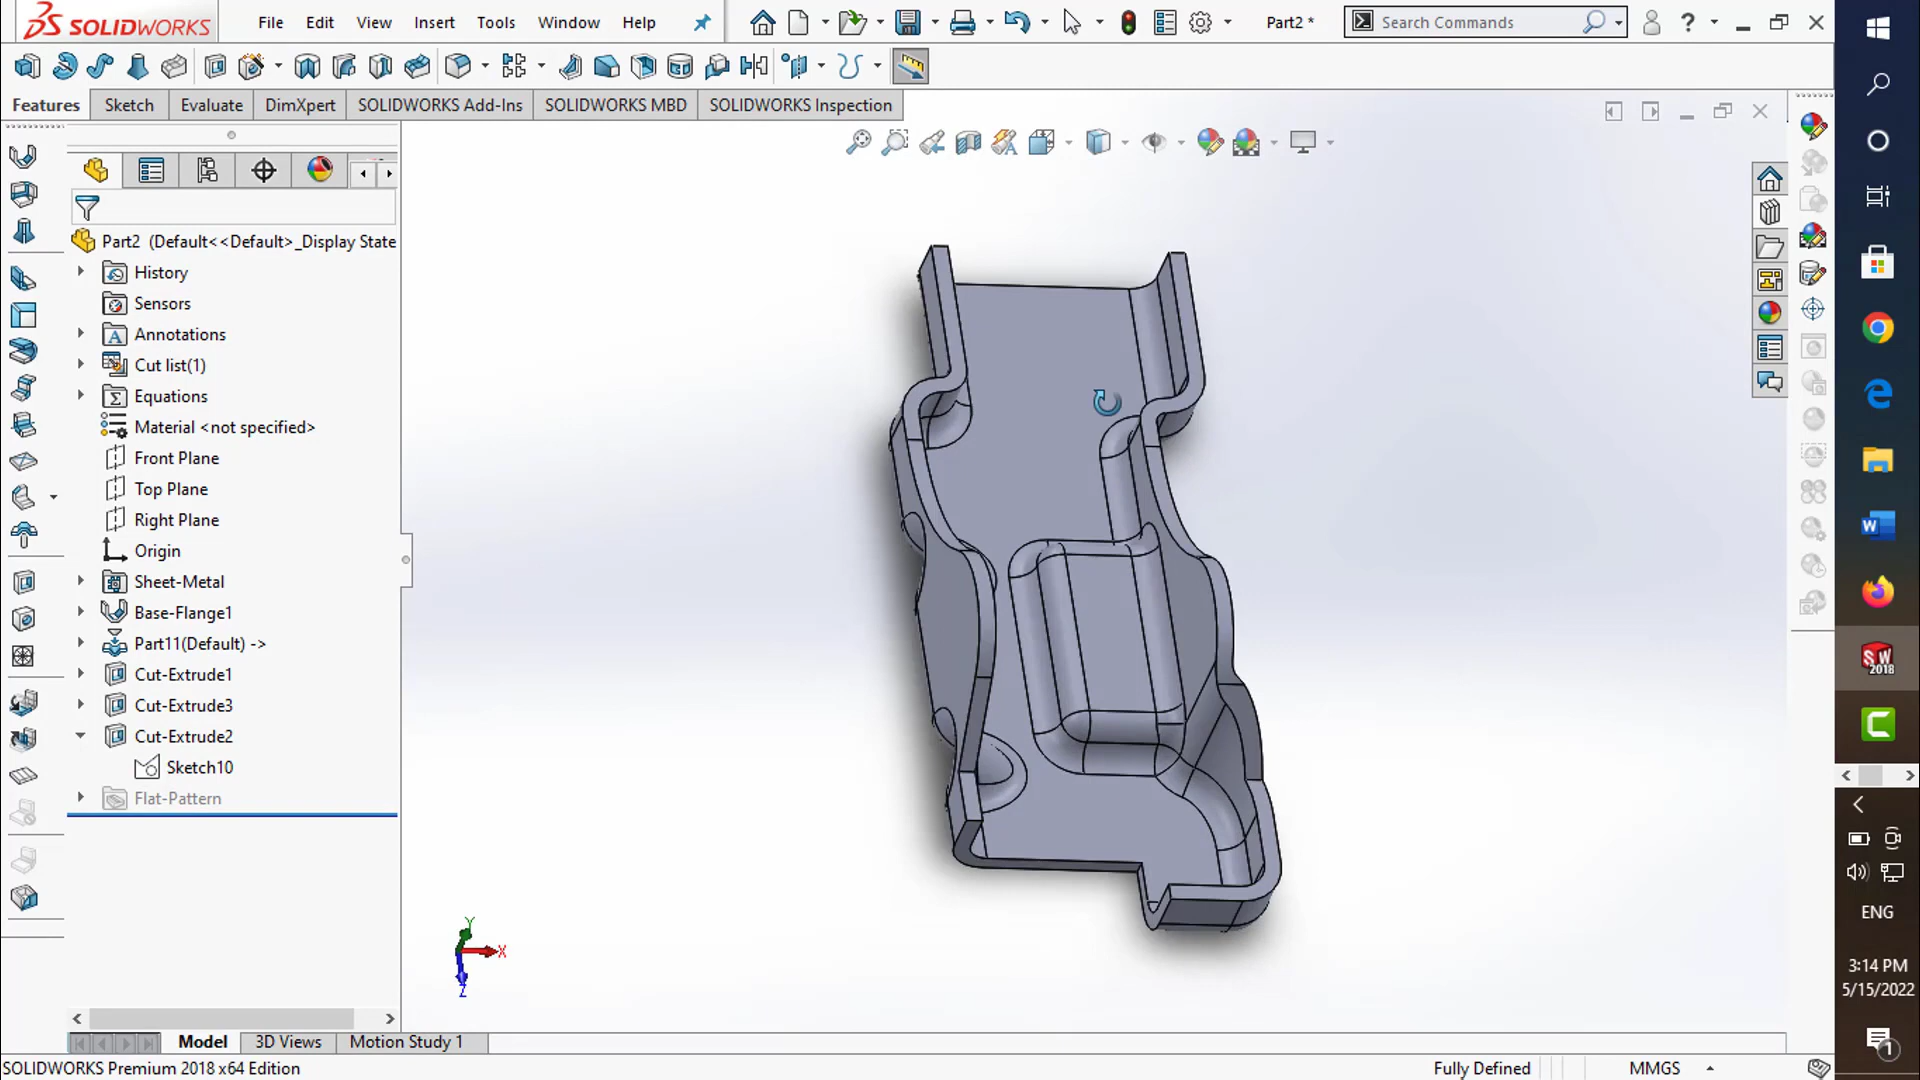 SOLIDWORKS File Edit View Insert Tools Window Help Part2 * Search Commands ?
Features Sketch Evaluate DimXpert SOLIDWORKS Add-Ins SOLIDWORKS MBD SOLIDWORKS Inspection
Part2 (Default<<Default>_Display State
History
Sensors
Annotations
Cut list(1)
Equations
Material <not specified>
Front Plane
Top Plane
Right Plane
Origin
Sheet-Metal
Base-Flange1
Part11(Default) ->
Cut-Extrude1
Cut-Extrude3
Cut-Extrude2
Sketch10
Flat-Pattern
Y
X
Z
Model 3D Views Motion Study 1
SOLIDWORKS Premium 2018 x64 Edition Fully Defined MMGS
SW
2018
ENG
3:14 PM
5/15/2022
1